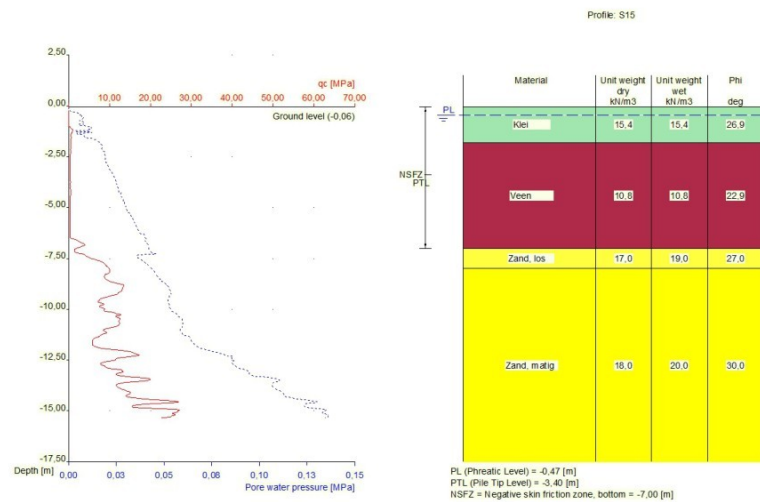 Profile: S15
2,50
qc [MPa]
10,00 20,00 30,00 40,00 50,00 60,00 70,00
0,00
Ground level (-0,06)
-2,50
-5,00
-7,50
-10,00
-12,50
-15,00
-17,50
Depth [m]
0,00 0,03 0,05 0,08 0,10 0,13 0,15
Pore water pressure [MPa]
Material Unit weight dry kN/m3 Unit weight wet kN/m3 Phi deg
PL
Klei 15,4 15,4 26,9
NSFZ
PTL
Veen 10,8 10,8 22,9
Zand, los 17,0 19,0 27,0
Zand, matig 18,0 20,0 30,0
PL (Phreatic Level) = -0,47 [m]
PTL (Pile Tip Level) = -3,40 [m]
NSFZ = Negative skin friction zone, bottom = -7,00 [m]